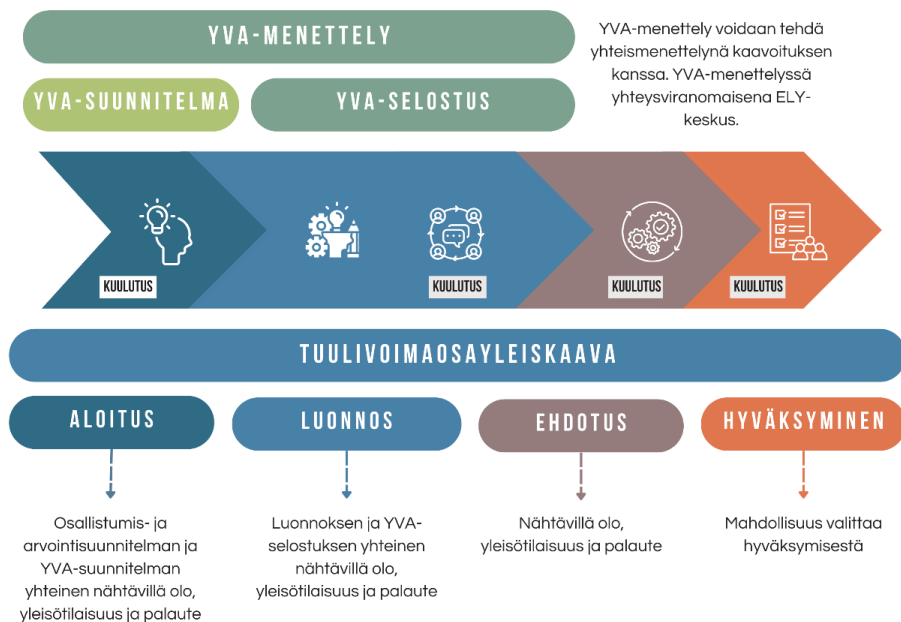 YVA-MENETTELY
YVA-menettely voidaan tehdä
yhteismenettelynä kaavoituksen
kanssa. YVA-menettelyssä
yhteysviranomaisena ELY-
keskus.
YVA-SUUNNITELMA
YVA-SELOSTUS
KUULUTUS
KUULUTUS
KUULUTUS
KUULUTUS
TUULIVOIMAOSAYLEISKAAVA
ALOITUS
LUONNOS
EHDOTUS
HYVÄKSYMINEN
Osallistumis- ja
arvointisuunnitelman ja
YVA-suunnitelman
yhteinen nähtävillä olo,
yleisötilaisuus ja palaute
Luonnoksen ja YVA-
selostuksen yhteinen
nähtävillä olo,
yleisötilaisuus ja palaute
Nähtävillä olo,
yleisötilaisuus ja palaute
Mahdollisuus valittaa
hyväksymisestä